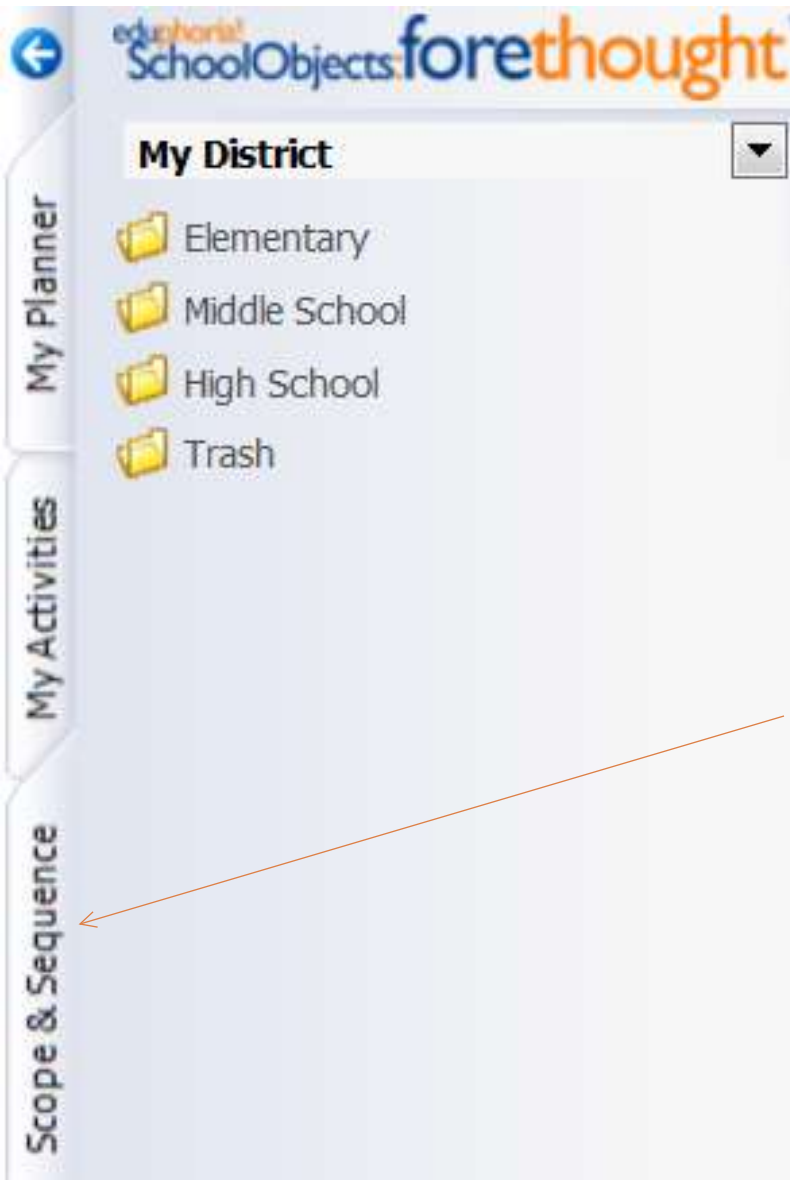 eduphoria!
SchoolObjects:forethought
My District
Elementary
Middle School
High School
Trash
My Planner
My Activities
Scope & Sequence